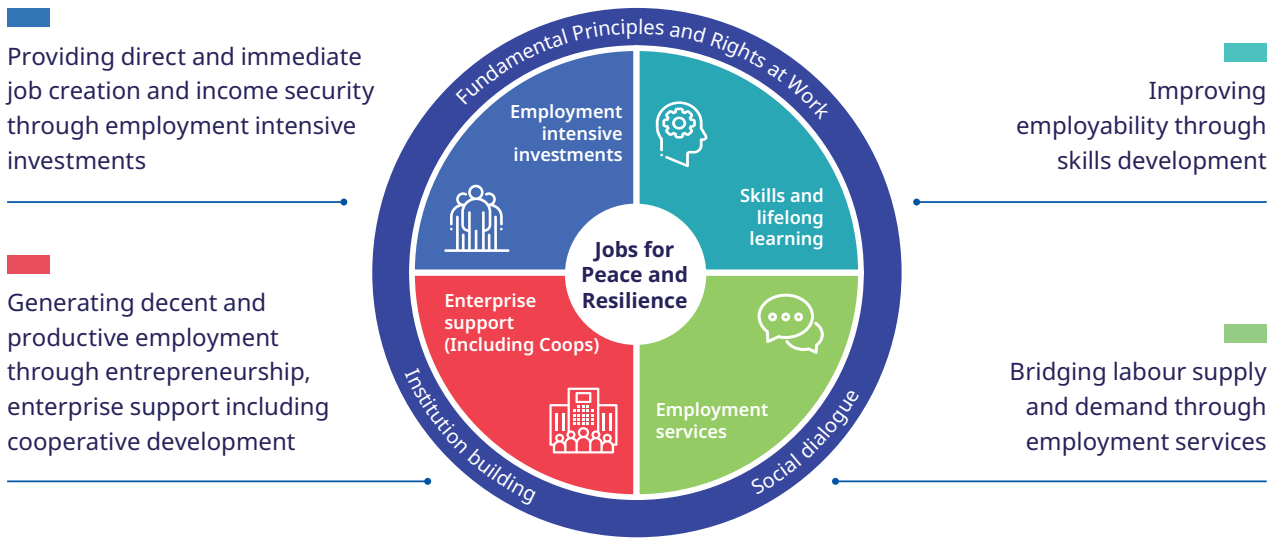 Providing direct and immediate
job creation and income security
through employment intensive
investments
Generating decent and
productive employment
through entrepreneurship,
enterprise support including
cooperative development
Fundamental Principles and Rights at Work
Employment
intensive
investments
Skills and
lifelong
learning
Jobs for
Peace and
Resilience
Enterprise
support
(Including Coops)
Employment
services
Institution building
Social dialogue
Improving
employability through
skills development
Bridging labour supply
and demand through
employment services